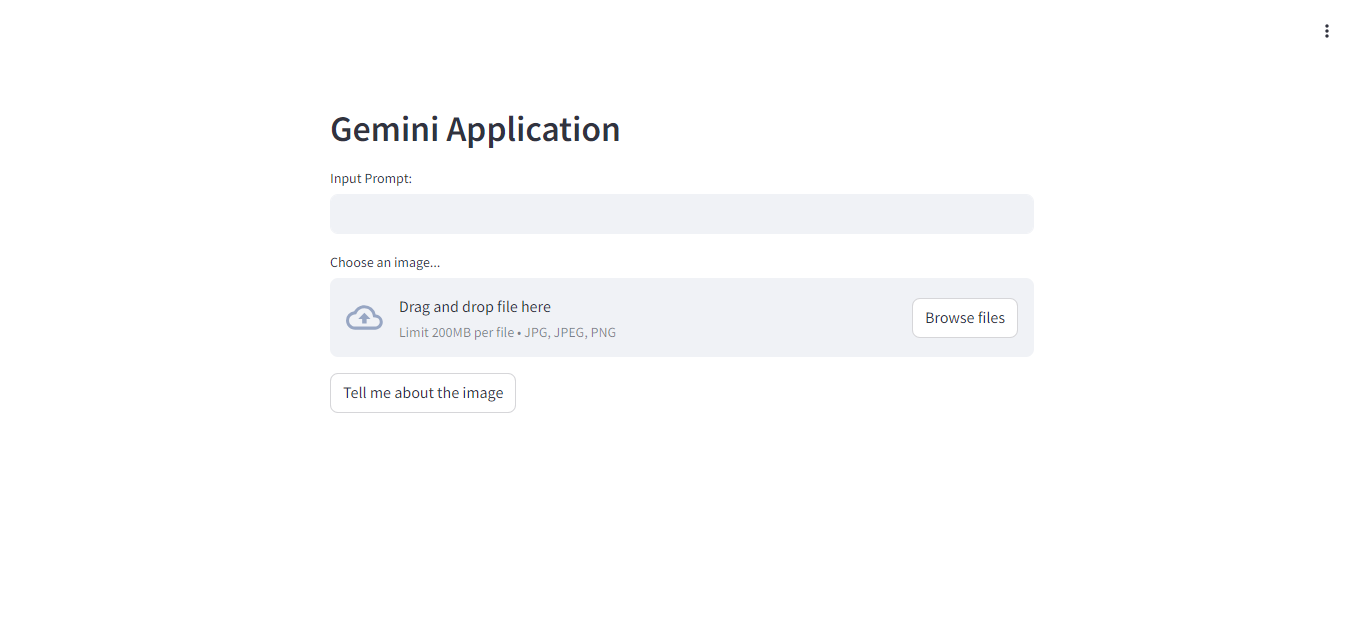 Gemini Application
Input Prompt:
Choose an image...
Drag and drop file here
Limit 200MB per file • JPG, JPEG, PNG
Browse files
Tell me about the image